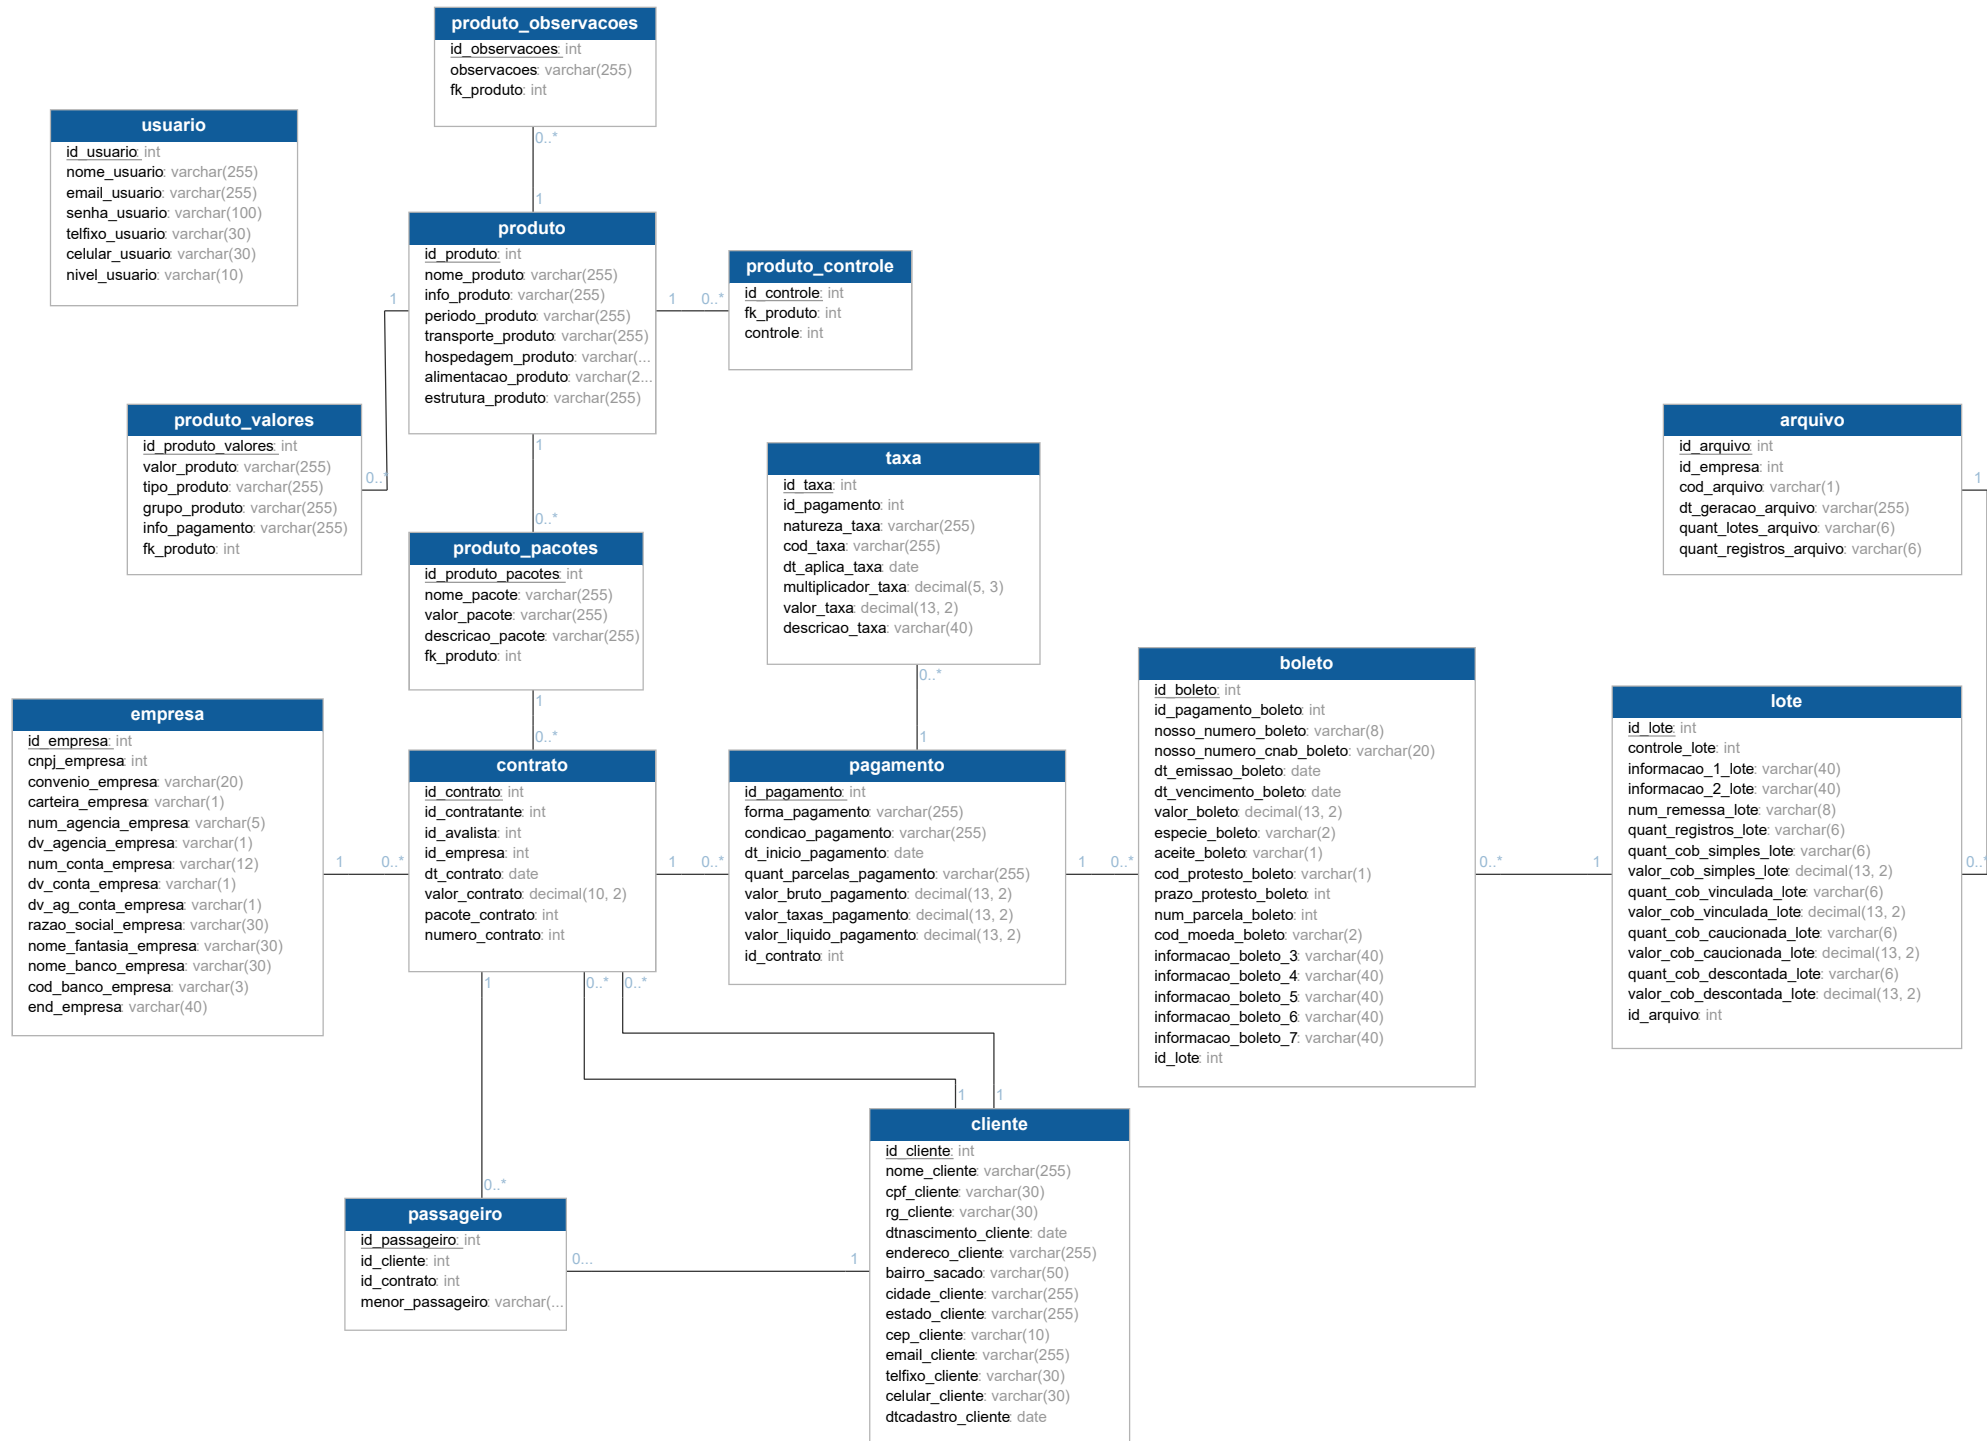 produto_observacoes
id_observacoes: int
observacoes: varchar(255)
fk_produto: int
0..*
1
usuario
id_usuario: int
nome_usuario: varchar(255)
email_usuario: varchar(255)
senha_usuario: varchar(100)
telfixo_usuario: varchar(30)
celular_usuario: varchar(30)
nivel_usuario: varchar(10)
produto
id_produto: int
nome_produto: varchar(255)
info_produto: varchar(255)
periodo_produto: varchar(255)
transporte_produto: varchar(255)
hospedagem_produto: varchar(...
alimentacao_produto: varchar(2...
estrutura_produto: varchar(255)
1
1
0..*
produto_controle
id_controle: int
fk_produto: int
controle: int
produto_valores
id_produto_valores: int
valor_produto: varchar(255)
tipo_produto: varchar(255)
grupo_produto: varchar(255)
info_pagamento: varchar(255)
fk_produto: int
0..*
1
0..*
produto_pacotes
id_produto_pacotes: int
nome_pacote: varchar(255)
valor_pacote: varchar(255)
descricao_pacote: varchar(255)
fk_produto: int
1
0..*
taxa
id_taxa: int
id_pagamento: int
natureza_taxa: varchar(255)
cod_taxa: varchar(255)
dt_aplica_taxa: date
multiplicador_taxa: decimal(5, 3)
valor_taxa: decimal(13, 2)
descricao_taxa: varchar(40)
0..*
1
arquivo
id_arquivo: int
id_empresa: int
cod_arquivo: varchar(1)
dt_geracao_arquivo: varchar(255)
quant_lotes_arquivo: varchar(6)
quant_registros_arquivo: varchar(6)
1
empresa
id_empresa: int
cnpj_empresa: int
convenio_empresa: varchar(20)
carteira_empresa: varchar(1)
num_agencia_empresa: varchar(5)
dv_agencia_empresa: varchar(1)
num_conta_empresa: varchar(12)
dv_conta_empresa: varchar(1)
dv_ag_conta_empresa: varchar(1)
razao_social_empresa: varchar(30)
nome_fantasia_empresa: varchar(30)
nome_banco_empresa: varchar(30)
cod_banco_empresa: varchar(3)
end_empresa: varchar(40)
1
0..*
contrato
id_contrato: int
id_contratante: int
id_avalista: int
id_empresa: int
dt_contrato: date
valor_contrato: decimal(10, 2)
pacote_contrato: int
numero_contrato: int
1
0..*
pagamento
id_pagamento: int
forma_pagamento: varchar(255)
condicao_pagamento: varchar(255)
dt_inicio_pagamento: date
quant_parcelas_pagamento: varchar(255)
valor_bruto_pagamento: decimal(13, 2)
valor_taxas_pagamento: decimal(13, 2)
valor_liquido_pagamento: decimal(13, 2)
id_contrato: int
1
0..*
boleto
id_boleto: int
id_pagamento_boleto: int
nosso_numero_boleto: varchar(8)
nosso_numero_cnab_boleto: varchar(20)
dt_emissao_boleto: date
dt_vencimento_boleto: date
valor_boleto: decimal(13, 2)
especie_boleto: varchar(2)
aceite_boleto: varchar(1)
cod_protesto_boleto: varchar(1)
prazo_protesto_boleto: int
num_parcela_boleto: int
cod_moeda_boleto: varchar(2)
informacao_boleto_3: varchar(40)
informacao_boleto_4: varchar(40)
informacao_boleto_5: varchar(40)
informacao_boleto_6: varchar(40)
informacao_boleto_7: varchar(40)
id_lote: int
0..*
1
lote
id_lote: int
controle_lote: int
informacao_1_lote: varchar(40)
informacao_2_lote: varchar(40)
num_remessa_lote: varchar(8)
quant_registros_lote: varchar(6)
quant_cob_simples_lote: varchar(6)
valor_cob_simples_lote: decimal(13, 2)
quant_cob_vinculada_lote: varchar(6)
valor_cob_vinculada_lote: decimal(13, 2)
quant_cob_caucionada_lote: varchar(6)
valor_cob_caucionada_lote: decimal(13, 2)
quant_cob_descontada_lote: varchar(6)
valor_cob_descontada_lote: decimal(13, 2)
id_arquivo: int
0..*
1
0..*
0..*
1
1
0..*
passageiro
id_passageiro: int
id_cliente: int
id_contrato: int
menor_passageiro: varchar(...
0...
1
cliente
id_cliente: int
nome_cliente: varchar(255)
cpf_cliente: varchar(30)
rg_cliente: varchar(30)
dtnascimento_cliente: date
endereco_cliente: varchar(255)
bairro_sacado: varchar(50)
cidade_cliente: varchar(255)
estado_cliente: varchar(255)
cep_cliente: varchar(10)
email_cliente: varchar(255)
telfixo_cliente: varchar(30)
celular_cliente: varchar(30)
dtcadastro_cliente: date